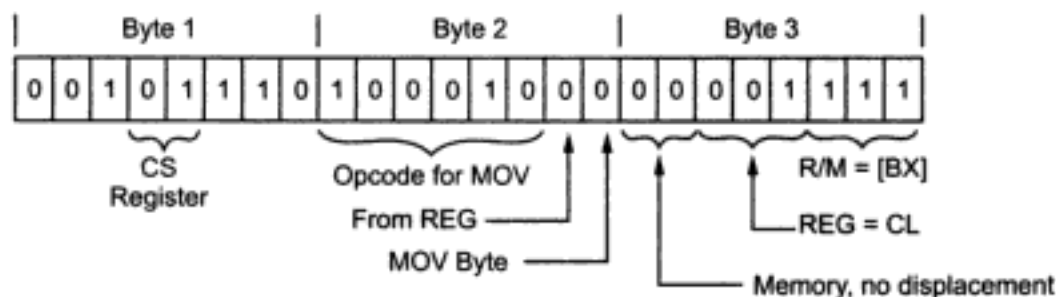 Byte 1 Byte 2 Byte 3
0 0 1 0 1 1 1 0 1 0 0 0 1 0 0 0 0 0 0 0 1 1 1 1
CS Register
Opcode for MOV
R/M = [BX]
From REG
REG = CL
MOV Byte
Memory, no displacement